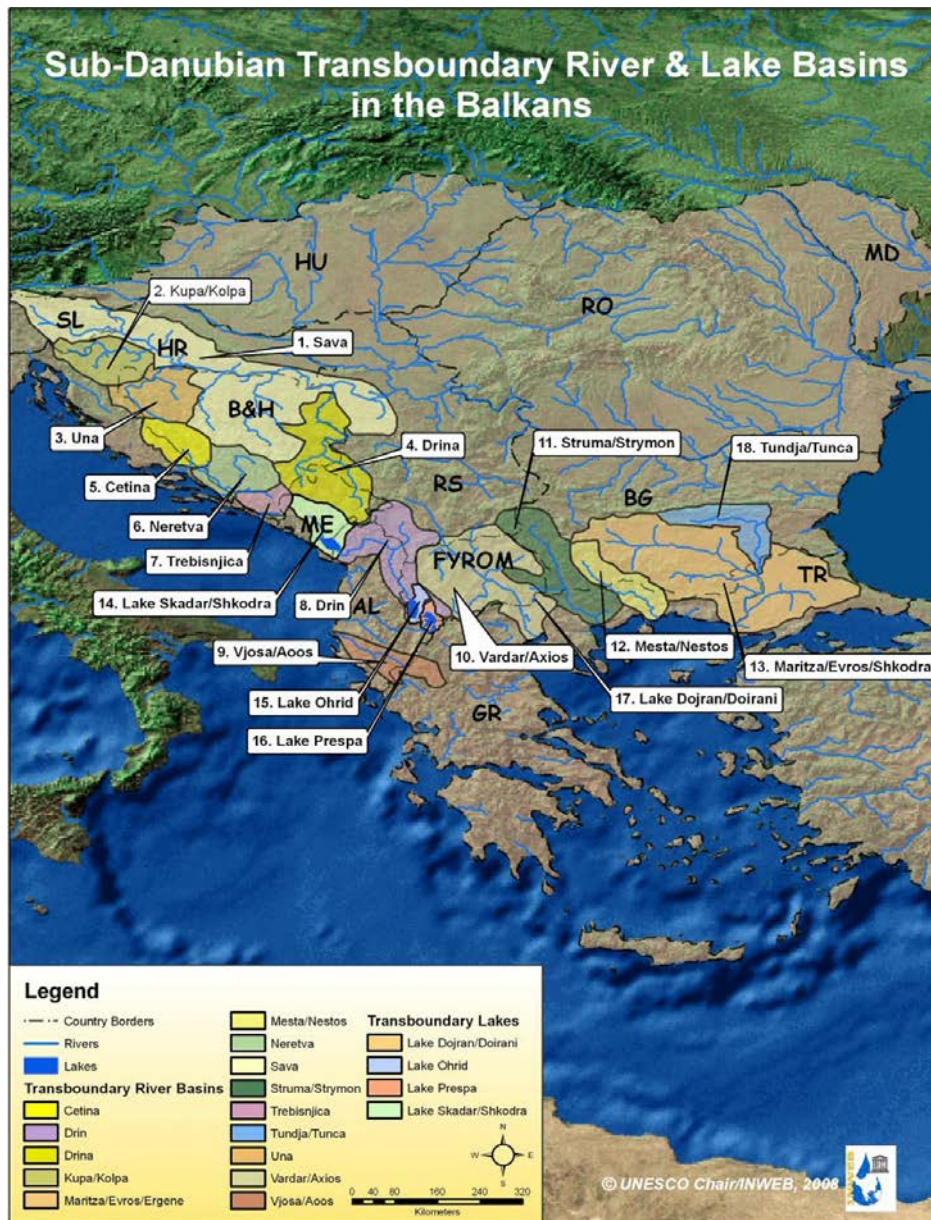 Sub-Danubian Transboundary River & Lake Basins
in the Balkans
HU
MD
RO
2. Kupa/Kolpa
SL
HR
1. Sava
B&H
3. Una
4. Drina
11. Struma/Strymon
18. Tundja/Tunca
5. Cetina
RS
BG
6. Neretva
ME
7. Trebisnjica
FYROM
TR
14. Lake Skadar/Shkodra
8. Drin
AL
12. Mesta/Nestos
9. Vjosa/Aoos
10. Vardar/Axios
13. Maritza/Evros/Shkodra
15. Lake Ohrid
17. Lake Dojran/Doirani
GR
16. Lake Prespa
Legend
Country Borders
Rivers
Lakes
Transboundary River Basins
Cetina
Drin
Drina
Kupa/Kolpa
Maritza/Evros/Ergene
Mesta/Nestos
Neretva
Sava
Struma/Strymon
Trebisnjica
Tundja/Tunca
Una
Vardar/Axios
Vjosa/Aoos
Transboundary Lakes
Lake Dojran/Doirani
Lake Ohrid
Lake Prespa
Lake Skadar/Shkodra
N
W E
S
0 40 80 160 240 320
Kilometers
© UNESCO Chair/INWEB, 2008
INWEB